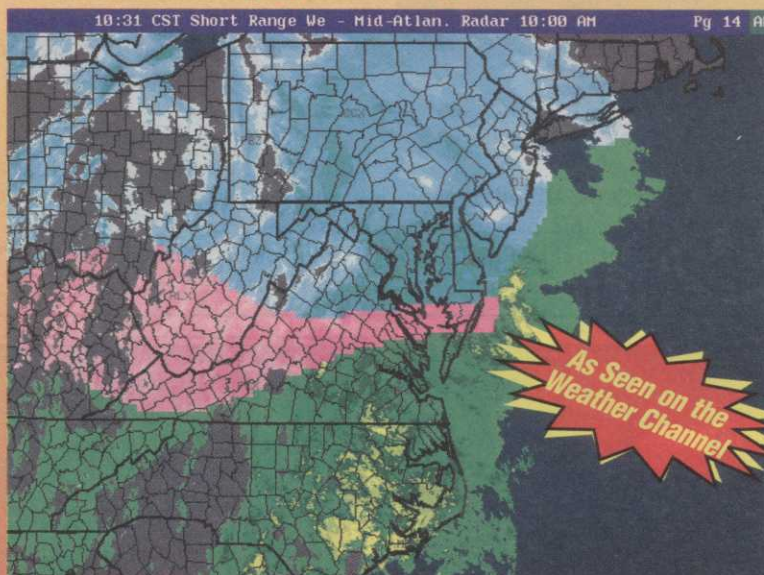 10:31 CST Short Range We - Mid-Atlan. Radar 10:00 AM Pg 14 A
RLX
As Seen on the
Weather Channel